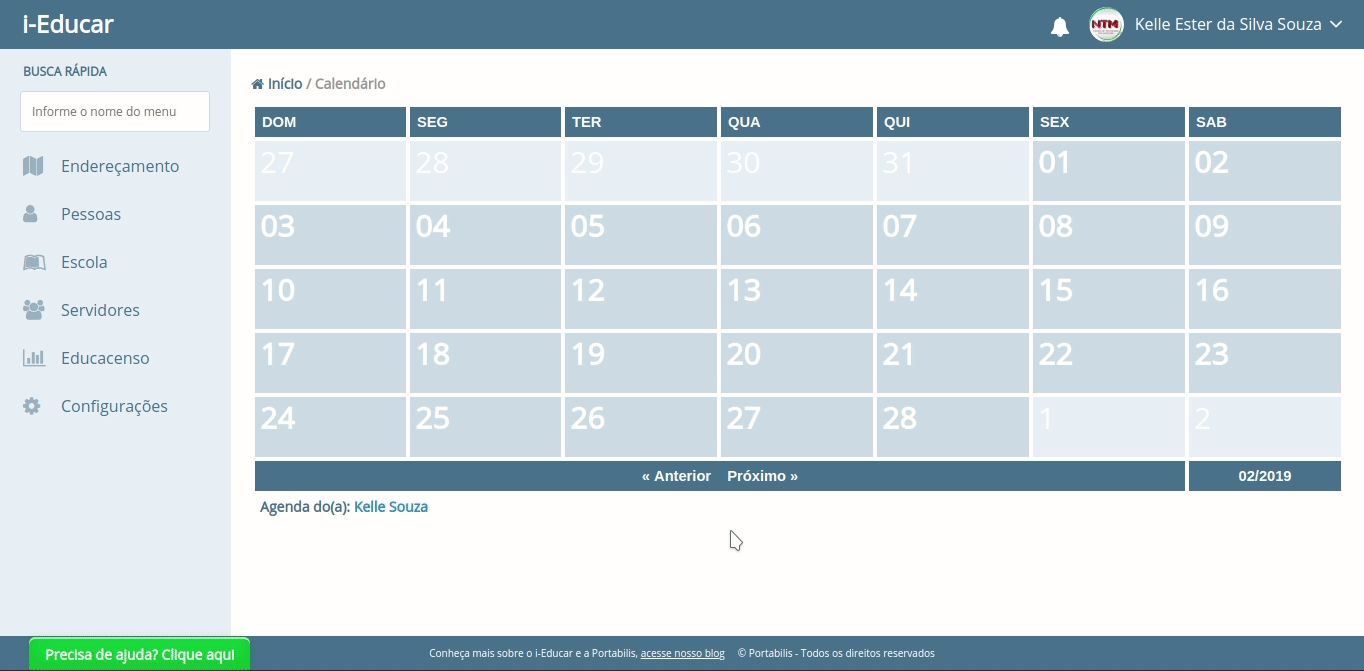 i-Educar
NTM
Kelle Ester da Silva Souza
BUSCA RÁPIDA
Informe o nome do menu
Endereçamento
Pessoas
Escola
Servidores
Educacenso
Configurações
Início / Calendário
DOM SEG TER QUA QUI SEX SAB
27 28 29 30 31 01 02
03 04 05 06 07 08 09
10 11 12 13 14 15 16
17 18 19 20 21 22 23
24 25 26 27 28 1 2
« Anterior Próximo » 02/2019
Agenda do(a): Kelle Souza
Precisa de ajuda? Clique aqui
Conheça mais sobre o i-Educar e a Portabilis, acesse nosso blog © Portabilis - Todos os direitos reservados